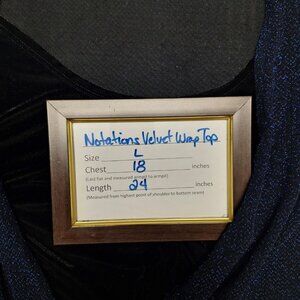 Notations Velvet Wrap Top
Size L
Chest 18 inches
(Laid flat and measured armpit to armpit)
Length 24 inches
(Measured from highest point of shoulder to bottom seam)